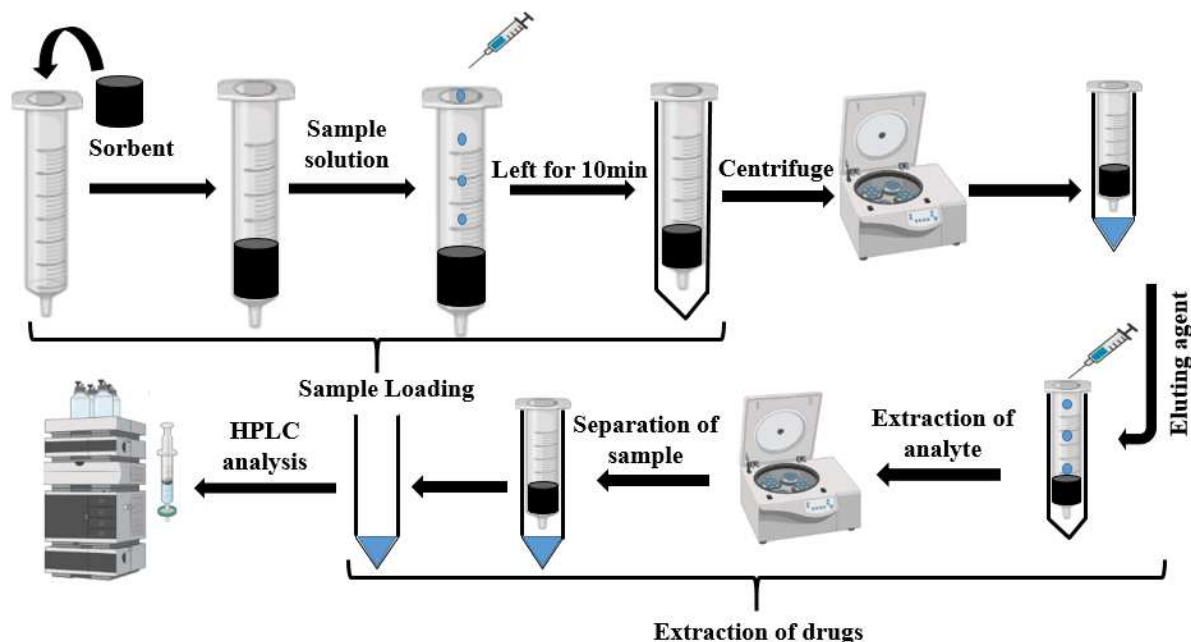 Sorbent
Sample
solution
Left for 10min
Centrifuge
Eluting agent
Sample Loading
HPLC
analysis
Separation of
sample
Extraction of
analyte
Extraction of drugs